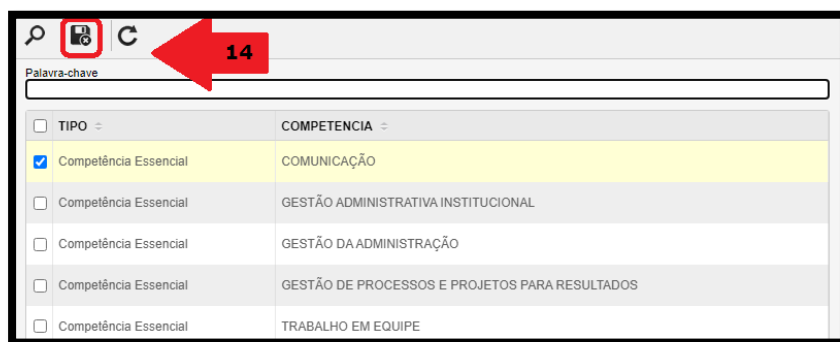 14
Palavra-chave
TIPO COMPETENCIA
Competência Essencial COMUNICAÇÃO
Competência Essencial GESTÃO ADMINISTRATIVA INSTITUCIONAL
Competência Essencial GESTÃO DA ADMINISTRAÇÃO
Competência Essencial GESTÃO DE PROCESSOS E PROJETOS PARA RESULTADOS
Competência Essencial TRABALHO EM EQUIPE